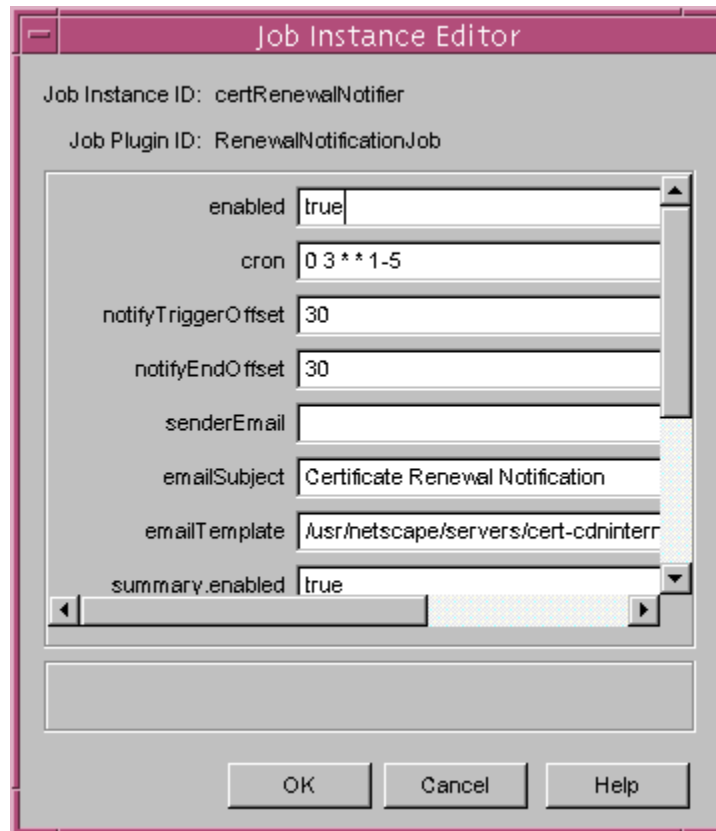 Job Instance Editor
Job Instance ID: certRenewalNotifier
Job Plugin ID: RenewalNotificationJob
enabled true
cron 0 3 * * 1-5
notifyTriggerOffset 30
notifyEndOffset 30
senderEmail
emailSubject Certificate Renewal Notification
emailTemplate /usr/netscape/servers/cert-cdnintern
summary.enabled true
OK Cancel Help